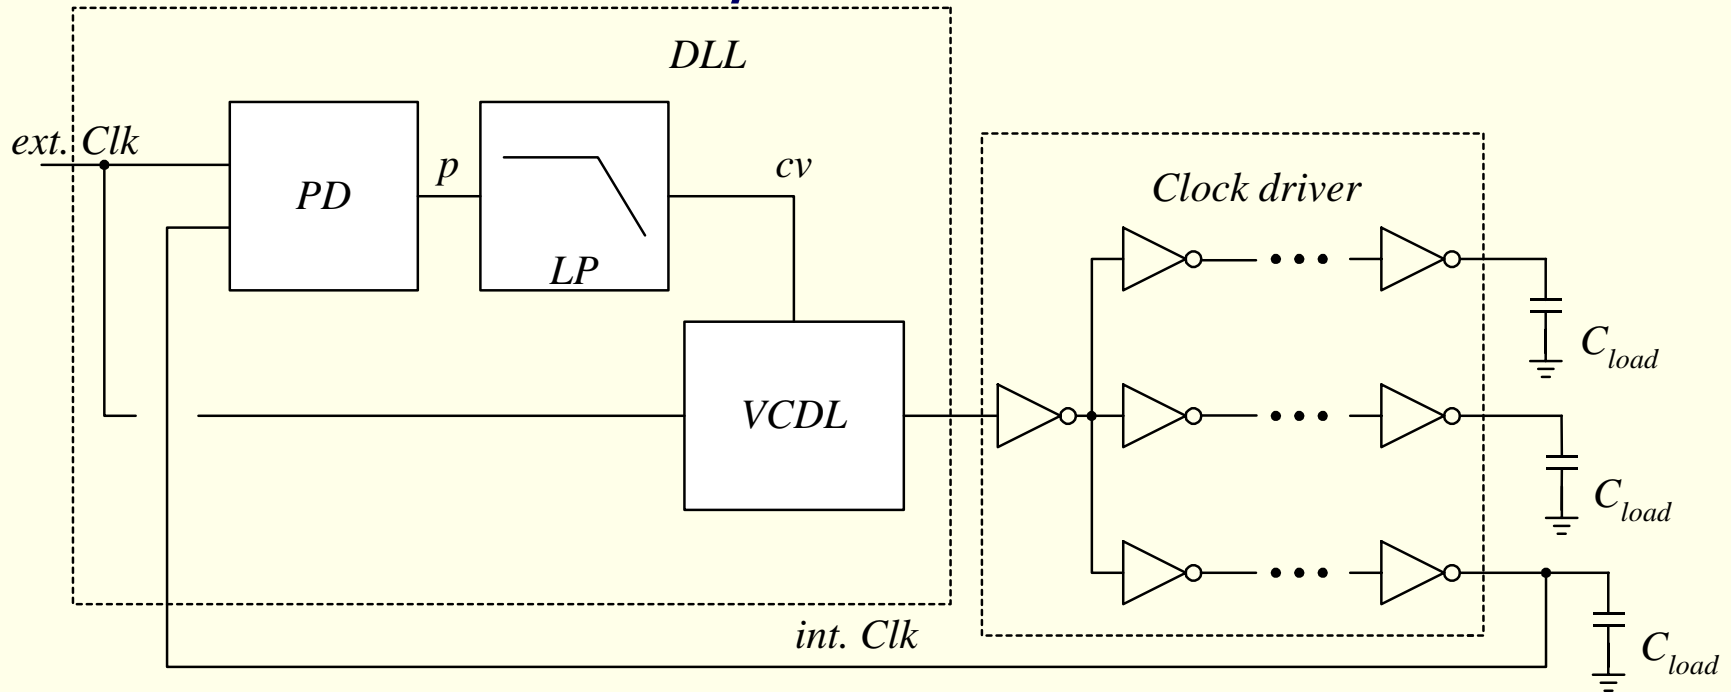 DLL
ext. Clk
PD
p
LP
cv
VCDL
Clock driver
C_load
C_load
C_load
int. Clk